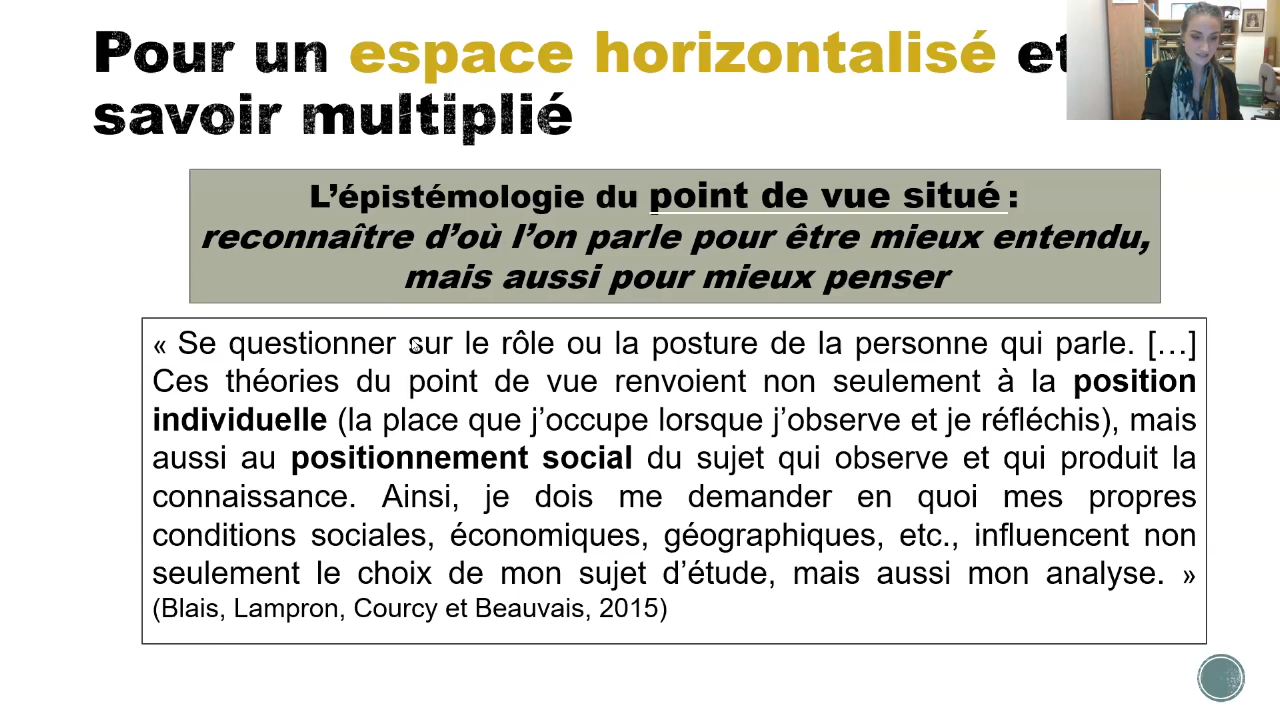 Pour un espace horizontalisé et
savoir multiplié
L’épistémologie du point de vue situé :
reconnaître d’où l’on parle pour être mieux entendu,
mais aussi pour mieux penser
« Se questionner sur le rôle ou la posture de la personne qui parle. […]
Ces théories du point de vue renvoient non seulement à la position
individuelle (la place que j’occupe lorsque j’observe et je réfléchis), mais
aussi au positionnement social du sujet qui observe et qui produit la
connaissance. Ainsi, je dois me demander en quoi mes propres
conditions sociales, économiques, géographiques, etc., influencent non
seulement le choix de mon sujet d’étude, mais aussi mon analyse. »
(Blais, Lampron, Courcy et Beauvais, 2015)